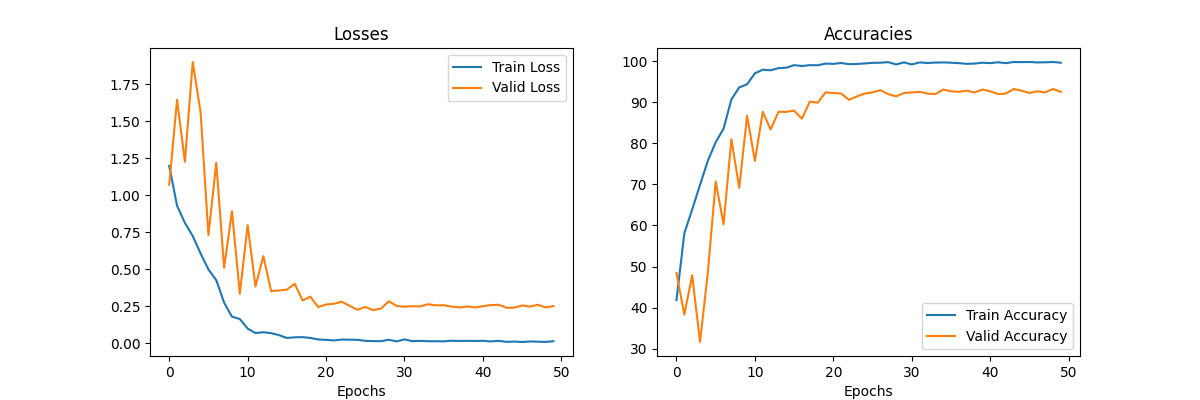 Losses
1.75
1.50
1.25
1.00
0.75
0.50
0.25
0.00
0 10 20 30 40 50
Epochs
Train Loss
Valid Loss
Accuracies
100
90
80
70
60
50
40
30
0 10 20 30 40 50
Epochs
Train Accuracy
Valid Accuracy